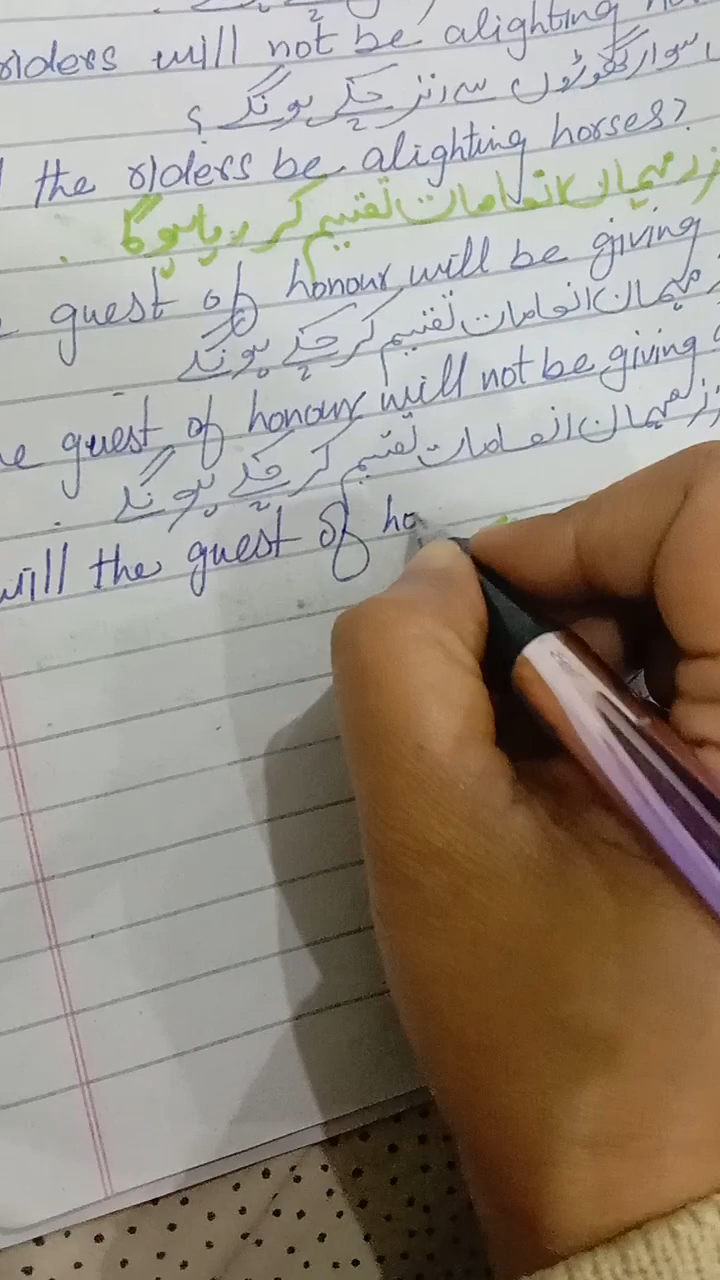 riders will not be alighting
سوار گھوڑوں سے اتر چکے ہونگے ؟
the riders be alighting horses?
مہمان انعامات تقسیم کر رہا ہوگا .
guest of honour will be giving
مہمان انعامات تقسیم کر چکے ہونگے
guest of honour will not be giving
مہمان انعامات تقسیم کر چکے ہونگے .
will the guest of ho